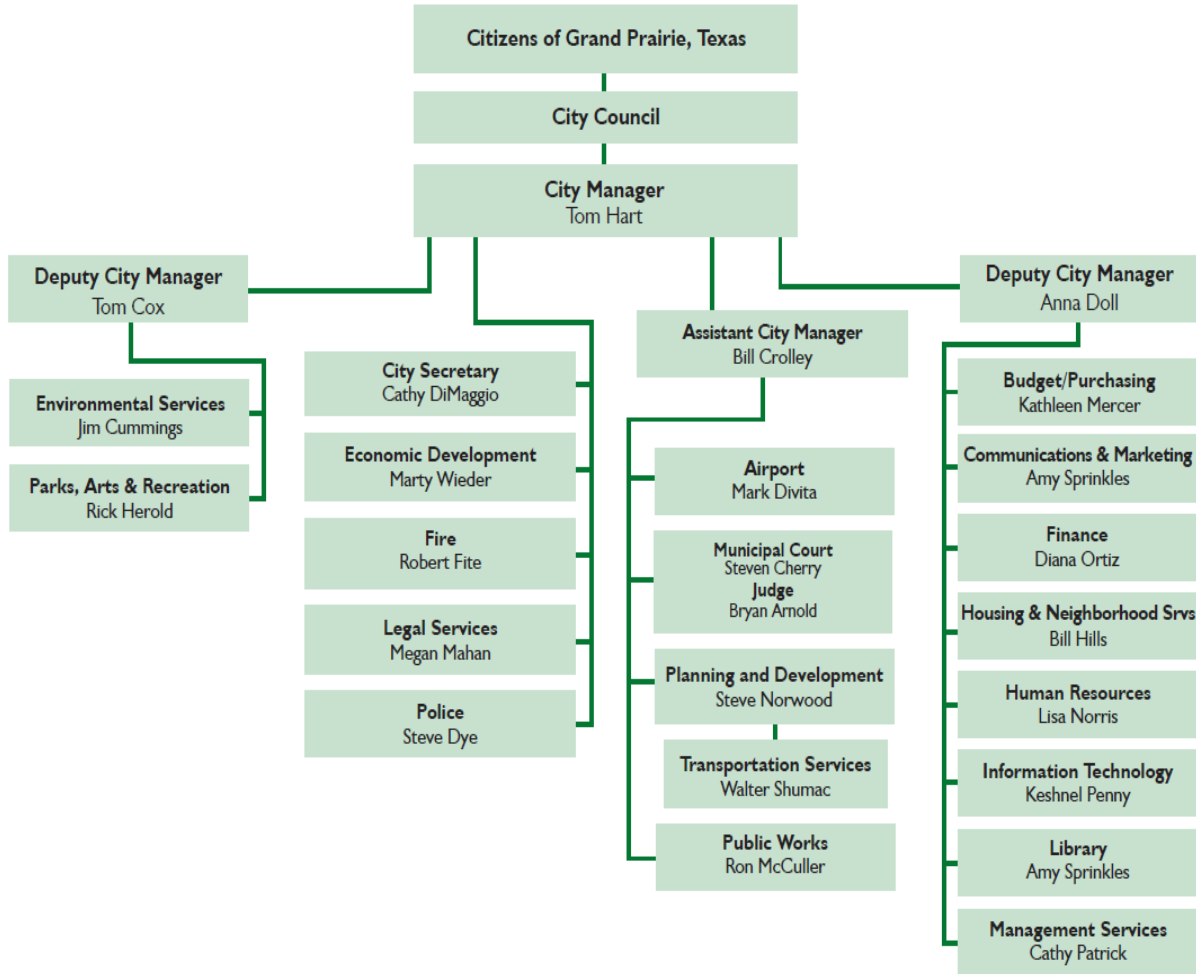 Citizens of Grand Prairie, Texas
City Council
City Manager
Tom Hart
Deputy City Manager
Tom Cox
Environmental Services
Jim Cummings
Parks, Arts & Recreation
Rick Herold
City Secretary
Cathy DiMaggio
Economic Development
Marty Wieder
Fire
Robert Fite
Legal Services
Megan Mahan
Police
Steve Dye
Assistant City Manager
Bill Crolley
Airport
Mark Divita
Municipal Court
Steven Cherry
Judge
Bryan Arnold
Planning and Development
Steve Norwood
Transportation Services
Walter Shumac
Public Works
Ron McCuller
Deputy City Manager
Anna Doll
Budget/Purchasing
Kathleen Mercer
Communications & Marketing
Amy Sprinkles
Finance
Diana Ortiz
Housing & Neighborhood Srvs
Bill Hills
Human Resources
Lisa Norris
Information Technology
Keshnel Penny
Library
Amy Sprinkles
Management Services
Cathy Patrick